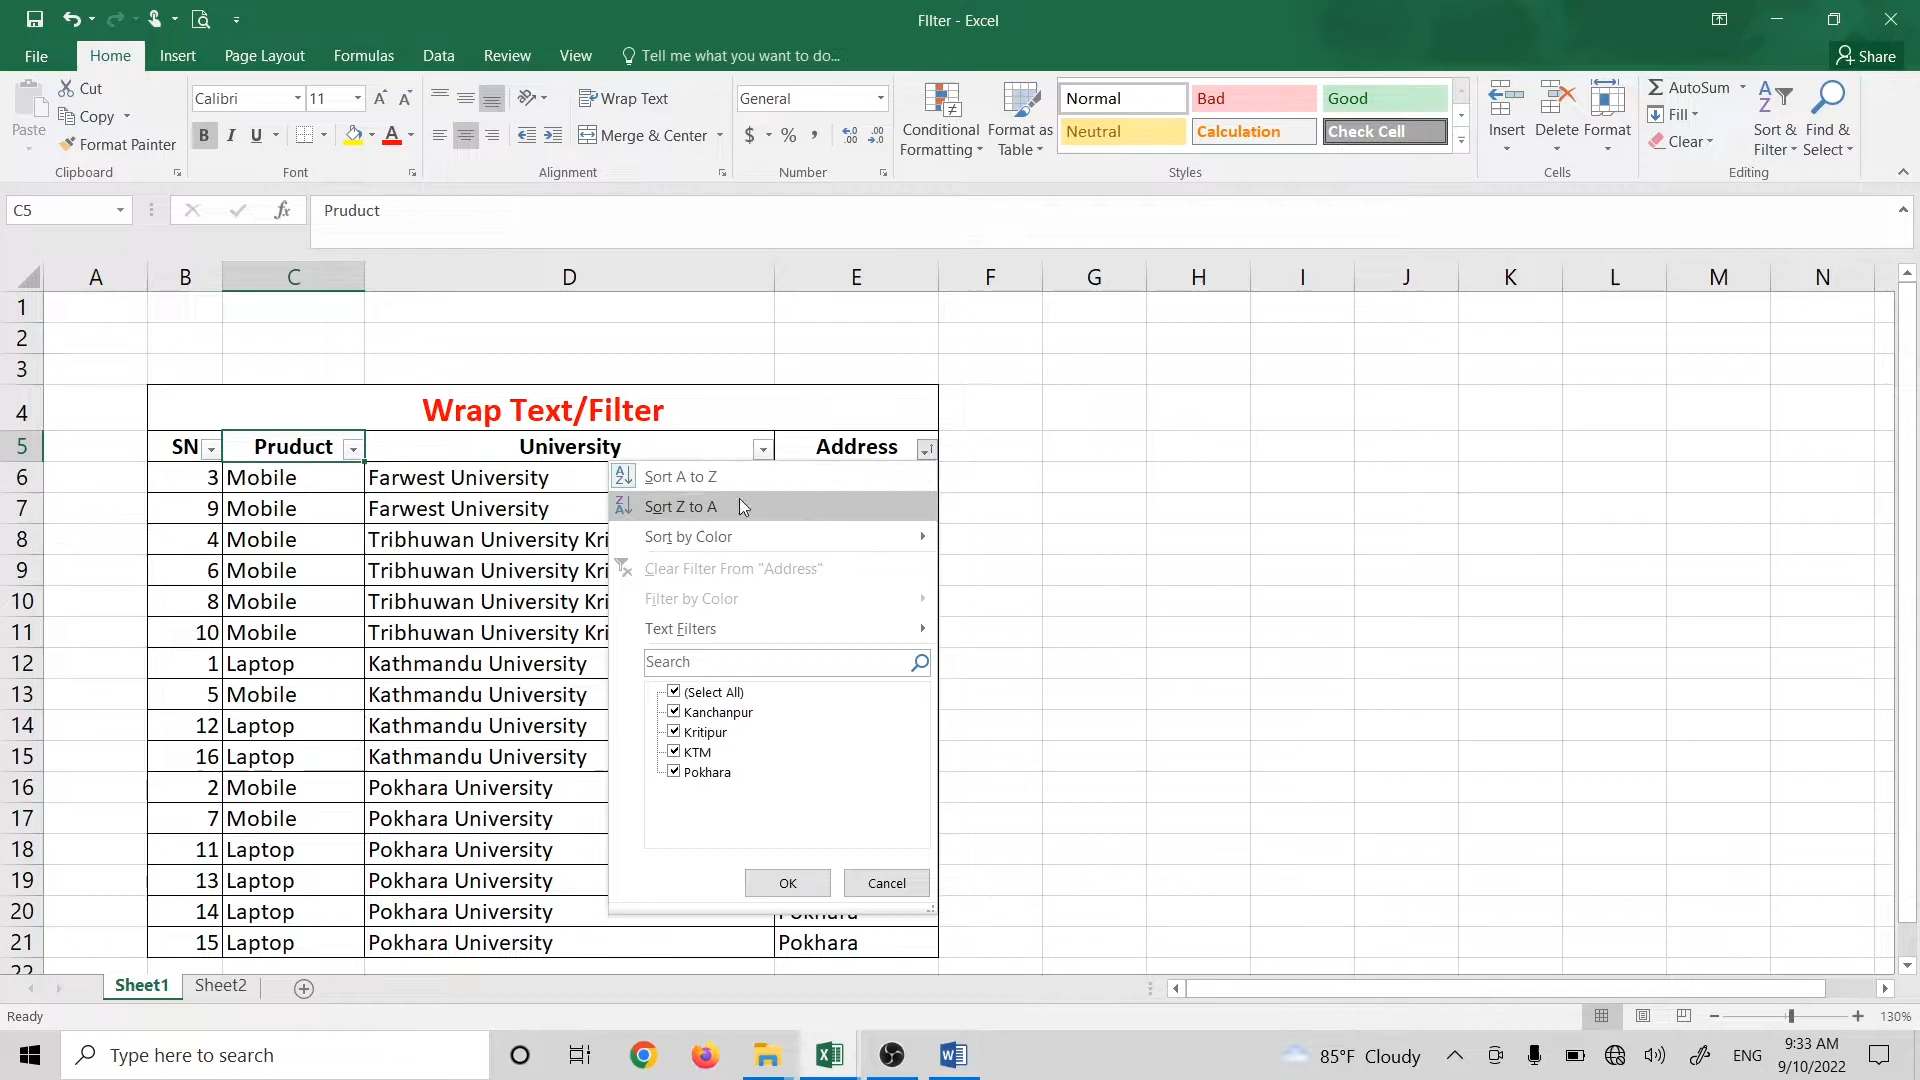 FIlter - Excel
File Home Insert Page Layout Formulas Data Review View Tell me what you want to do... Share
Paste
Cut
Copy
Format Painter
Clipboard
Calibri 11
B I U
Font
Wrap Text
Merge & Center
Alignment
General
$ % ,
Number
Conditional
Formatting
Format as
Table
Normal Bad Good
Neutral Calculation Check Cell
Styles
Insert Delete Format
Cells
AutoSum
Fill
Clear
Sort &
Filter
Find &
Select
Editing
C5 fx Pruduct
A B C D E F G H I J K L M N
1
2
3
4 Wrap Text/Filter
5 SN Pruduct University Address
6 3 Mobile Farwest University
7 9 Mobile Farwest University
8 4 Mobile Tribhuwan University Kri
9 6 Mobile Tribhuwan University Kri
10 8 Mobile Tribhuwan University Kri
11 10 Mobile Tribhuwan University Kri
12 1 Laptop Kathmandu University
13 5 Mobile Kathmandu University
14 12 Laptop Kathmandu University
15 16 Laptop Kathmandu University
16 2 Mobile Pokhara University
17 7 Mobile Pokhara University
18 11 Laptop Pokhara University
19 13 Laptop Pokhara University
20 14 Laptop Pokhara University Pokhara
21 15 Laptop Pokhara University Pokhara
22
Sort A to Z
Sort Z to A
Sort by Color
Clear Filter From "Address"
Filter by Color
Text Filters
Search
(Select All)
Kanchanpur
Kritipur
KTM
Pokhara
OK Cancel
Sheet1 Sheet2
Ready 130%
Type here to search
85°F Cloudy
ENG
9:33 AM
9/10/2022